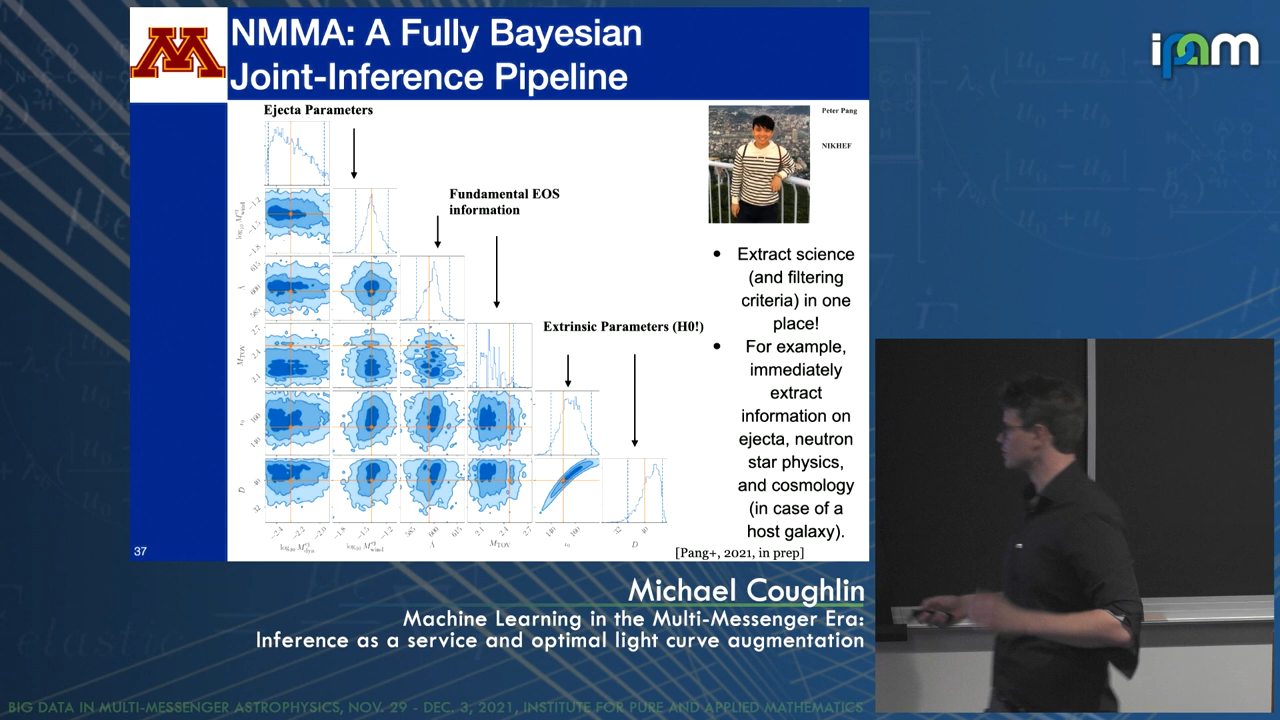 NMMA: A Fully Bayesian
Joint-Inference Pipeline
ipam
Ejecta Parameters
Fundamental EOS
information
Extrinsic Parameters (H0!)
Peter Pang
NIKHEF
• Extract science
(and filtering
criteria) in one
place!
• For example,
immediately
extract
information on
ejecta, neutron
star physics,
and cosmology
(in case of a
host galaxy).
[Pang+, 2021, in prep]
37
Michael Coughlin
Machine Learning in the Multi-Messenger Era:
Inference as a service and optimal light curve augmentation
BIG DATA IN MULTI-MESSENGER ASTROPHYSICS, NOV. 29 - DEC. 3, 2021, INSTITUTE FOR PURE AND APPLIED MATHEMATICS